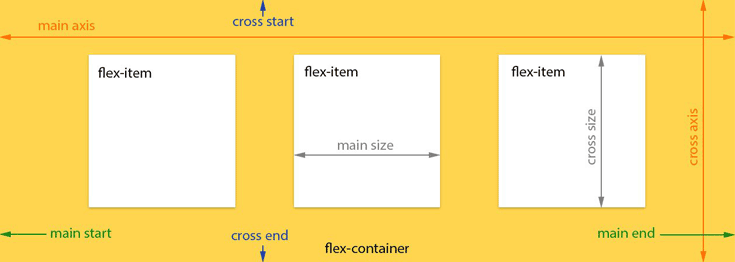 cross start
main axis
flex-item
flex-item
flex-item
main size
cross size
cross axis
main start
cross end
main end
flex-container